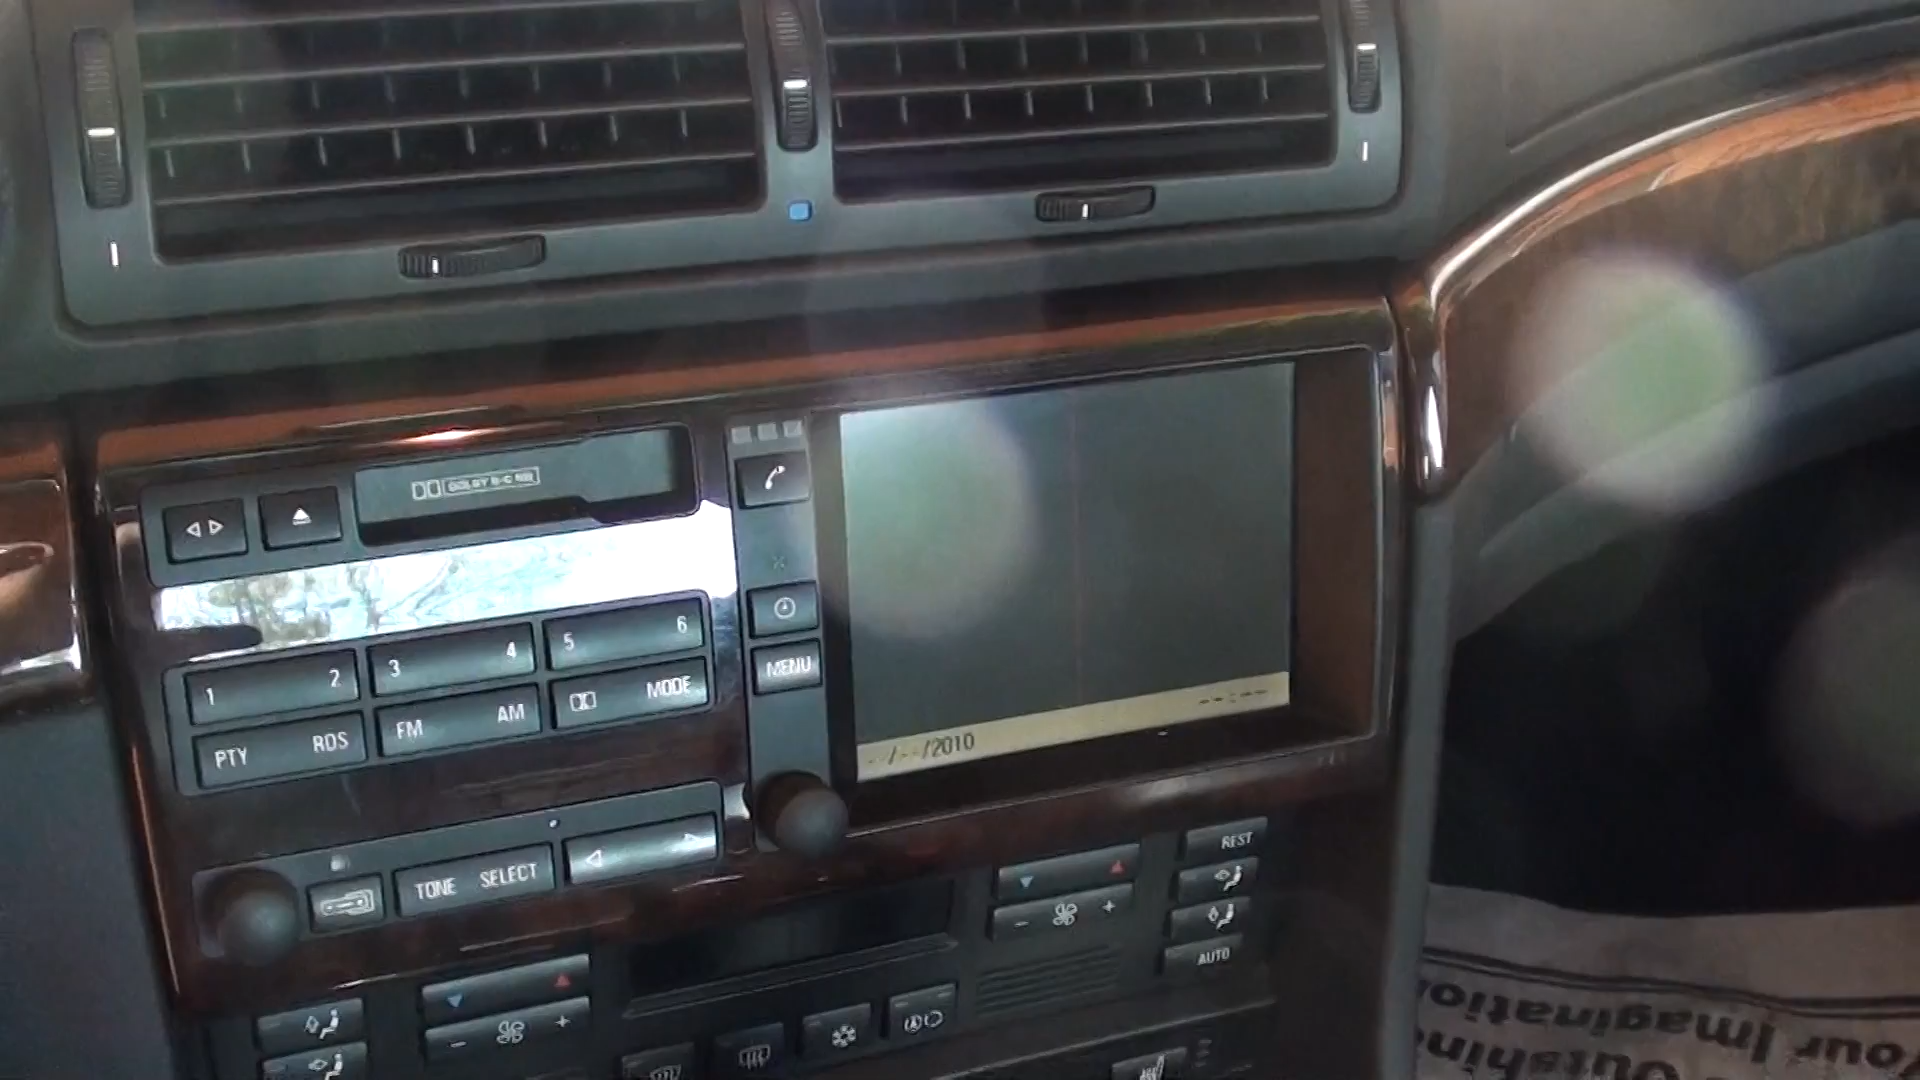 DOLBY B-C NR
1 2
3 4
5 6
PTY RDS
FM AM
MODE
MENU
--/--/2010
--:--
TONE SELECT
REST
AUTO
Your Imagination
Outshine